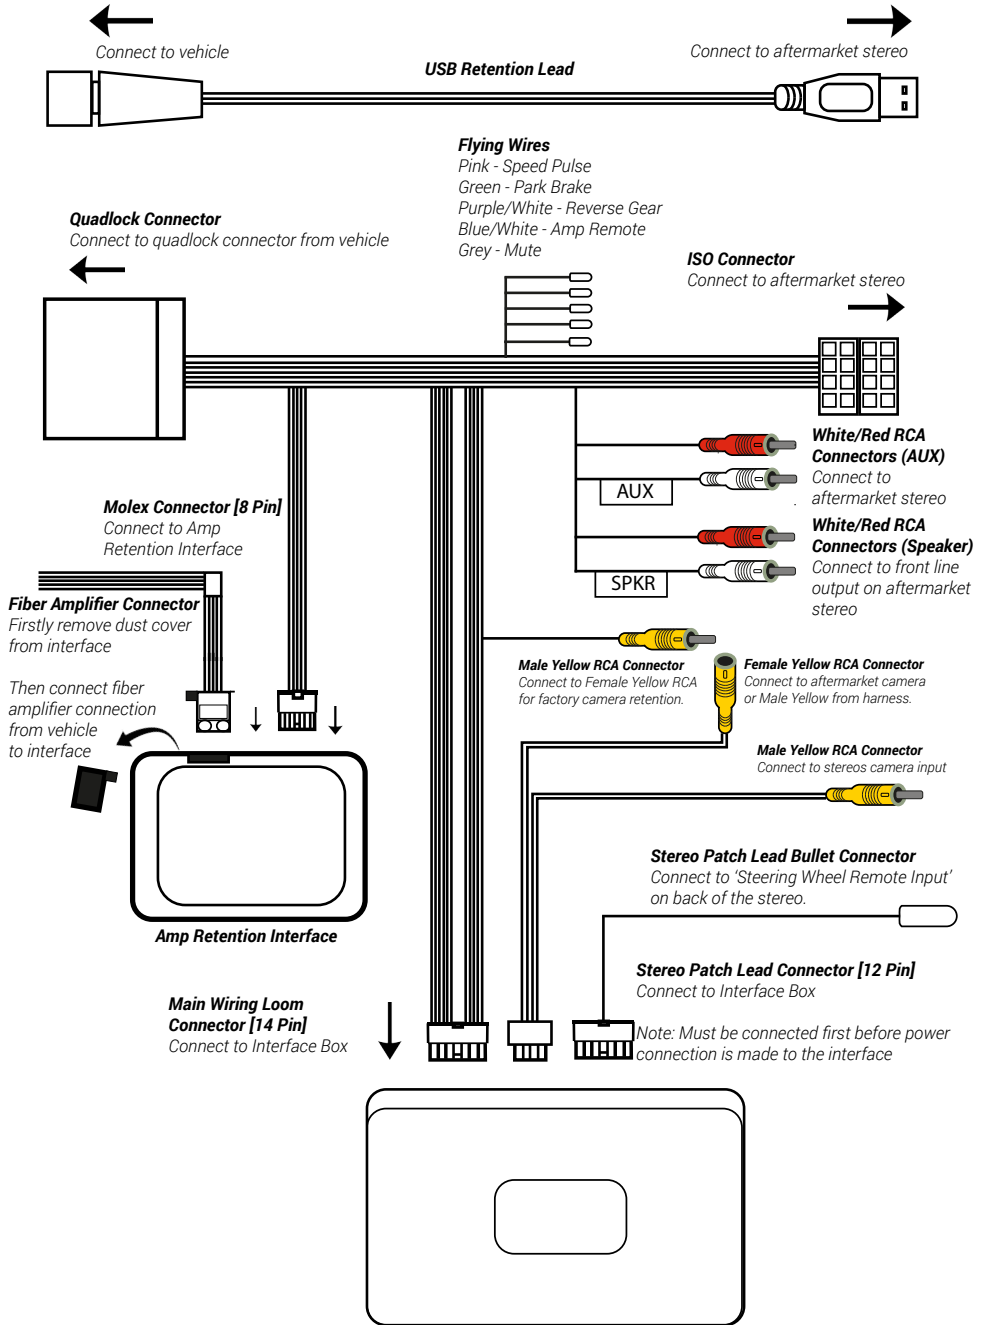 Connect to vehicle
Connect to aftermarket stereo
USB Retention Lead
Flying Wires
Pink - Speed Pulse
Green - Park Brake
Purple/White - Reverse Gear
Blue/White - Amp Remote
Grey - Mute
Quadlock Connector
Connect to quadlock connector from vehicle
ISO Connector
Connect to aftermarket stereo
White/Red RCA
Connectors (AUX)
Connect to
aftermarket stereo
AUX
White/Red RCA
Connectors (Speaker)
Connect to front line
output on aftermarket
stereo
SPKR
Molex Connector [8 Pin]
Connect to Amp
Retention Interface
Fiber Amplifier Connector
Firstly remove dust cover
from interface
Then connect fiber
amplifier connection
from vehicle
to interface
Male Yellow RCA Connector
Connect to Female Yellow RCA
for factory camera retention.
Female Yellow RCA Connector
Connect to aftermarket camera
or Male Yellow from harness.
Male Yellow RCA Connector
Connect to stereos camera input
Stereo Patch Lead Bullet Connector
Connect to ‘Steering Wheel Remote Input’
on back of the stereo.
Amp Retention Interface
Stereo Patch Lead Connector [12 Pin]
Connect to Interface Box
Note: Must be connected first before power
connection is made to the interface
Main Wiring Loom
Connector [14 Pin]
Connect to Interface Box